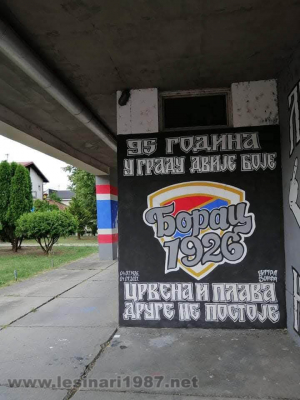 95 ГОДИНА
У ГРАДУ ДВИЈЕ БОЈЕ
Борац
1926
ЦРВЕНА И ПЛАВА
ДРУГЕ НЕ ПОСТОЈЕ
www.lesinari1987.net